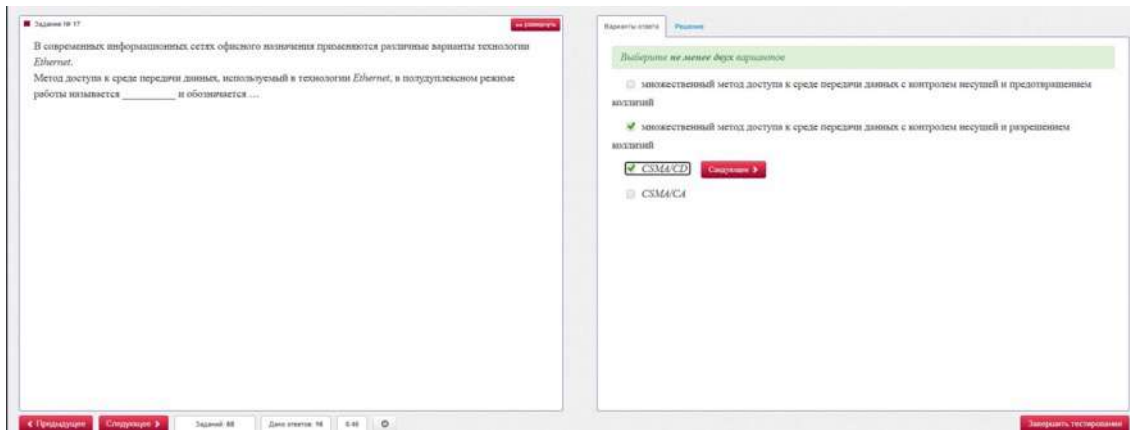 Задание № 17
развернуть
В современных информационных сетях офисного назначения применяются различные варианты технологии
Ethernet.
Метод доступа к среде передачи данных, используемый в технологии Ethernet, в полудуплексном режиме
работы называется __________ и обозначается …
Варианты ответа Решение
Выберите не менее двух вариантов
множественный метод доступа к среде передачи данных с контролем несущей и предотвращением
коллизий
множественный метод доступа к среде передачи данных с контролем несущей и разрешением
коллизий
CSMA/CD Следующее
CSMA/CA
Предыдущее Следующее Заданий Дано ответов 16 Завершить тестирование